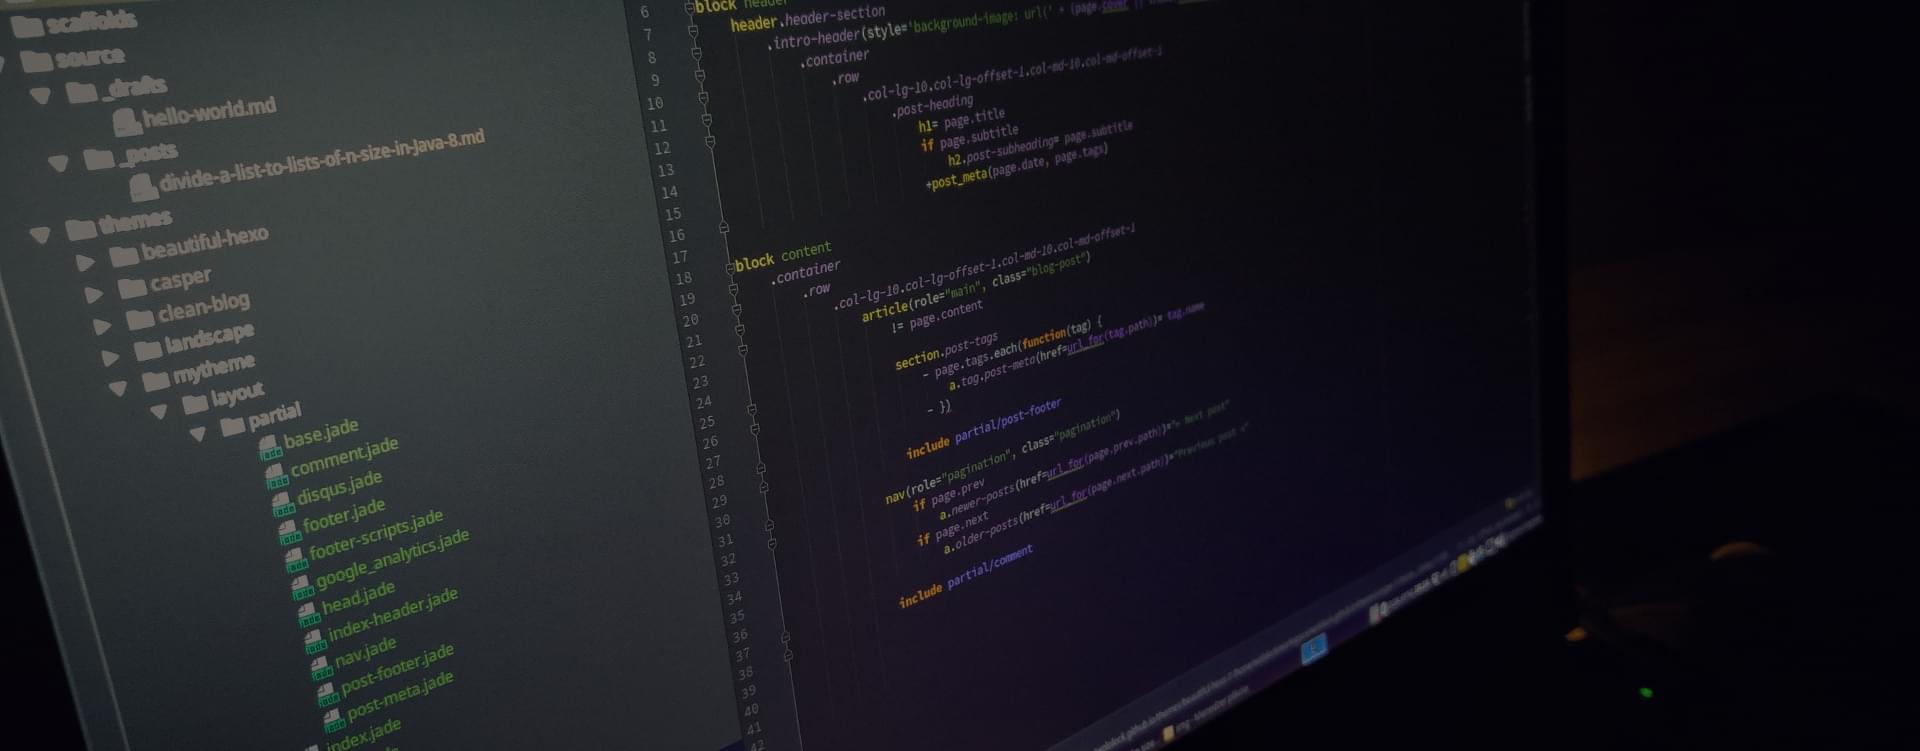 scaffolds
source
_drafts
hello-world.md
_posts
divide-a-list-to-lists-of-n-size-in-java-8.md
themes
beautiful-hexo
casper
clean-blog
landscape
mytheme
layout
partial
base.jade
comment.jade
disqus.jade
footer.jade
footer-scripts.jade
google_analytics.jade
head.jade
index-header.jade
nav.jade
post-footer.jade
post-meta.jade
index.jade
6
7
8
9
10
11
12
13
14
15
16
17
18
19
20
21
22
23
24
25
26
27
28
29
30
31
32
33
34
35
36
37
38
39
40
41
42
block header
header.header-section
.intro-header(style='background-image: url(' + (page.cover ||
.container
.row
.col-lg-10.col-lg-offset-1.col-md-10.col-md-offset-1
.post-heading
h1= page.title
if page.subtitle
h2.post-subheading= page.subtitle
+post_meta(page.date, page.tags)
block content
.container
.row
.col-lg-10.col-lg-offset-1.col-md-10.col-md-offset-1
article(role="main", class="blog-post")
!= page.content
section.post-tags
- page.tags.each(function(tag) {
a.tag.post-meta(href=url_for(tag.path))= tag.name
- })
include partial/post-footer
nav(role="pagination", class="pagination")
if page.prev
a.newer-posts(href=url_for(page.prev.path))="← Next post"
if page.next
a.older-posts(href=url_for(page.next.path))="Previous post →"
include partial/comment